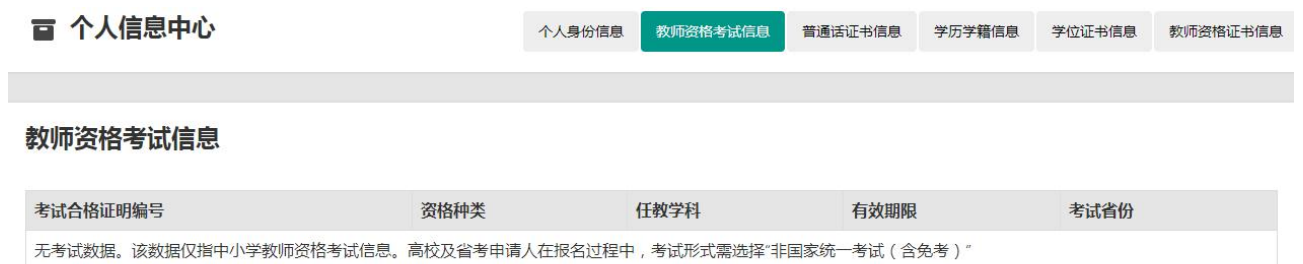 个人信息中心
个人身份信息 教师资格考试信息 普通话证书信息 学历学籍信息 学位证书信息 教师资格证书信息
教师资格考试信息
考试合格证明编号 资格种类 任教学科 有效期限 考试省份
无考试数据。该数据仅指中小学教师资格考试信息。高校及省考申请人在报名过程中，考试形式需选择"非国家统一考试（含免考）"